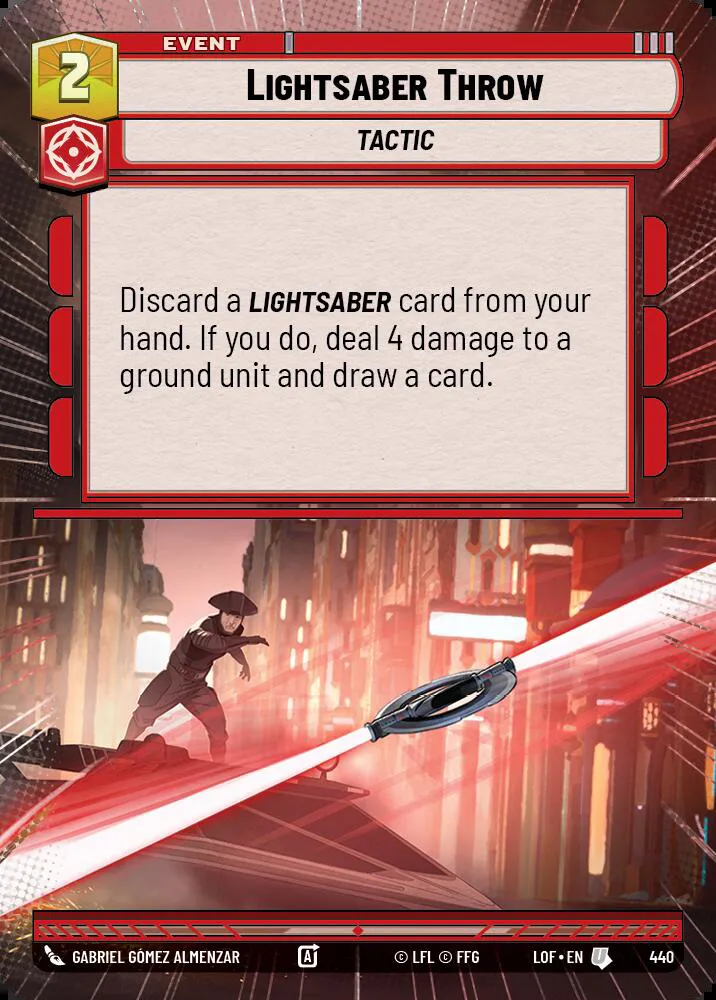 EVENT
2
LIGHTSABER THROW
TACTIC
Discard a LIGHTSABER card from your
hand. If you do, deal 4 damage to a
ground unit and draw a card.
GABRIEL GÓMEZ ALMENZAR A © LFL © FFG LOF • EN U 440